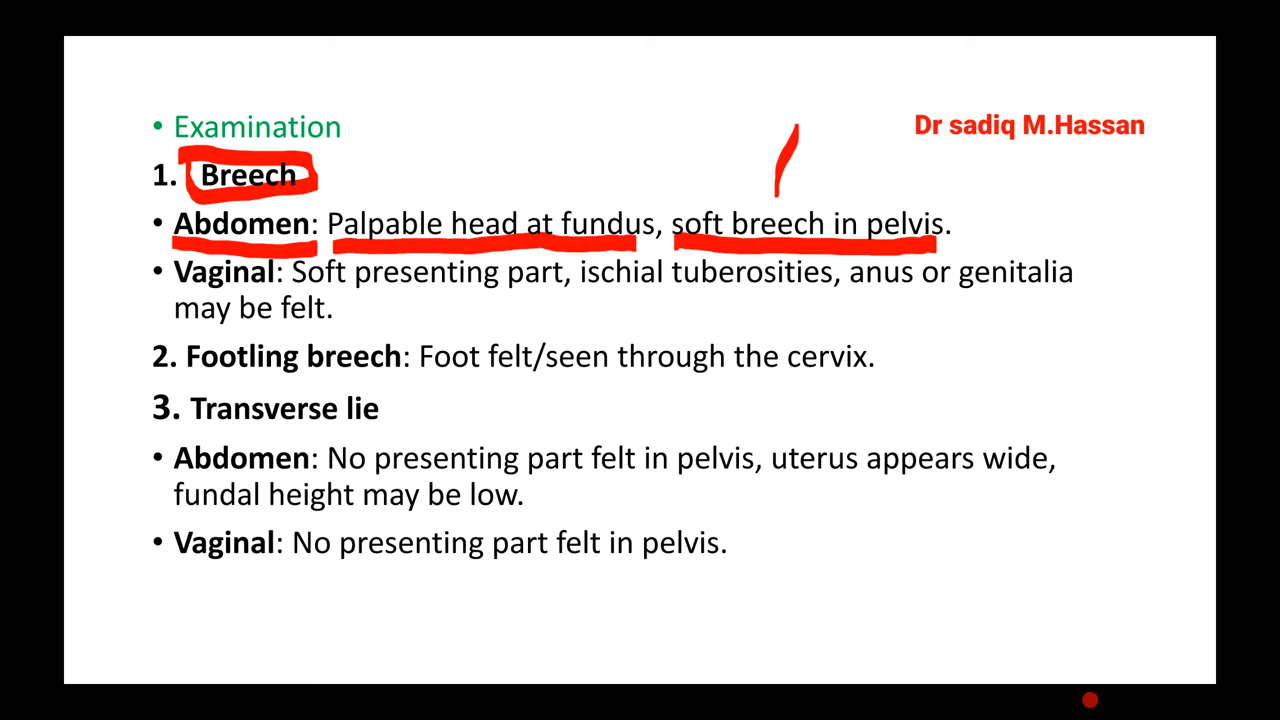 • Examination
Dr sadiq M.Hassan
1. Breech
• Abdomen: Palpable head at fundus, soft breech in pelvis.
• Vaginal: Soft presenting part, ischial tuberosities, anus or genitalia
may be felt.
2. Footling breech: Foot felt/seen through the cervix.
3. Transverse lie
• Abdomen: No presenting part felt in pelvis, uterus appears wide,
fundal height may be low.
• Vaginal: No presenting part felt in pelvis.